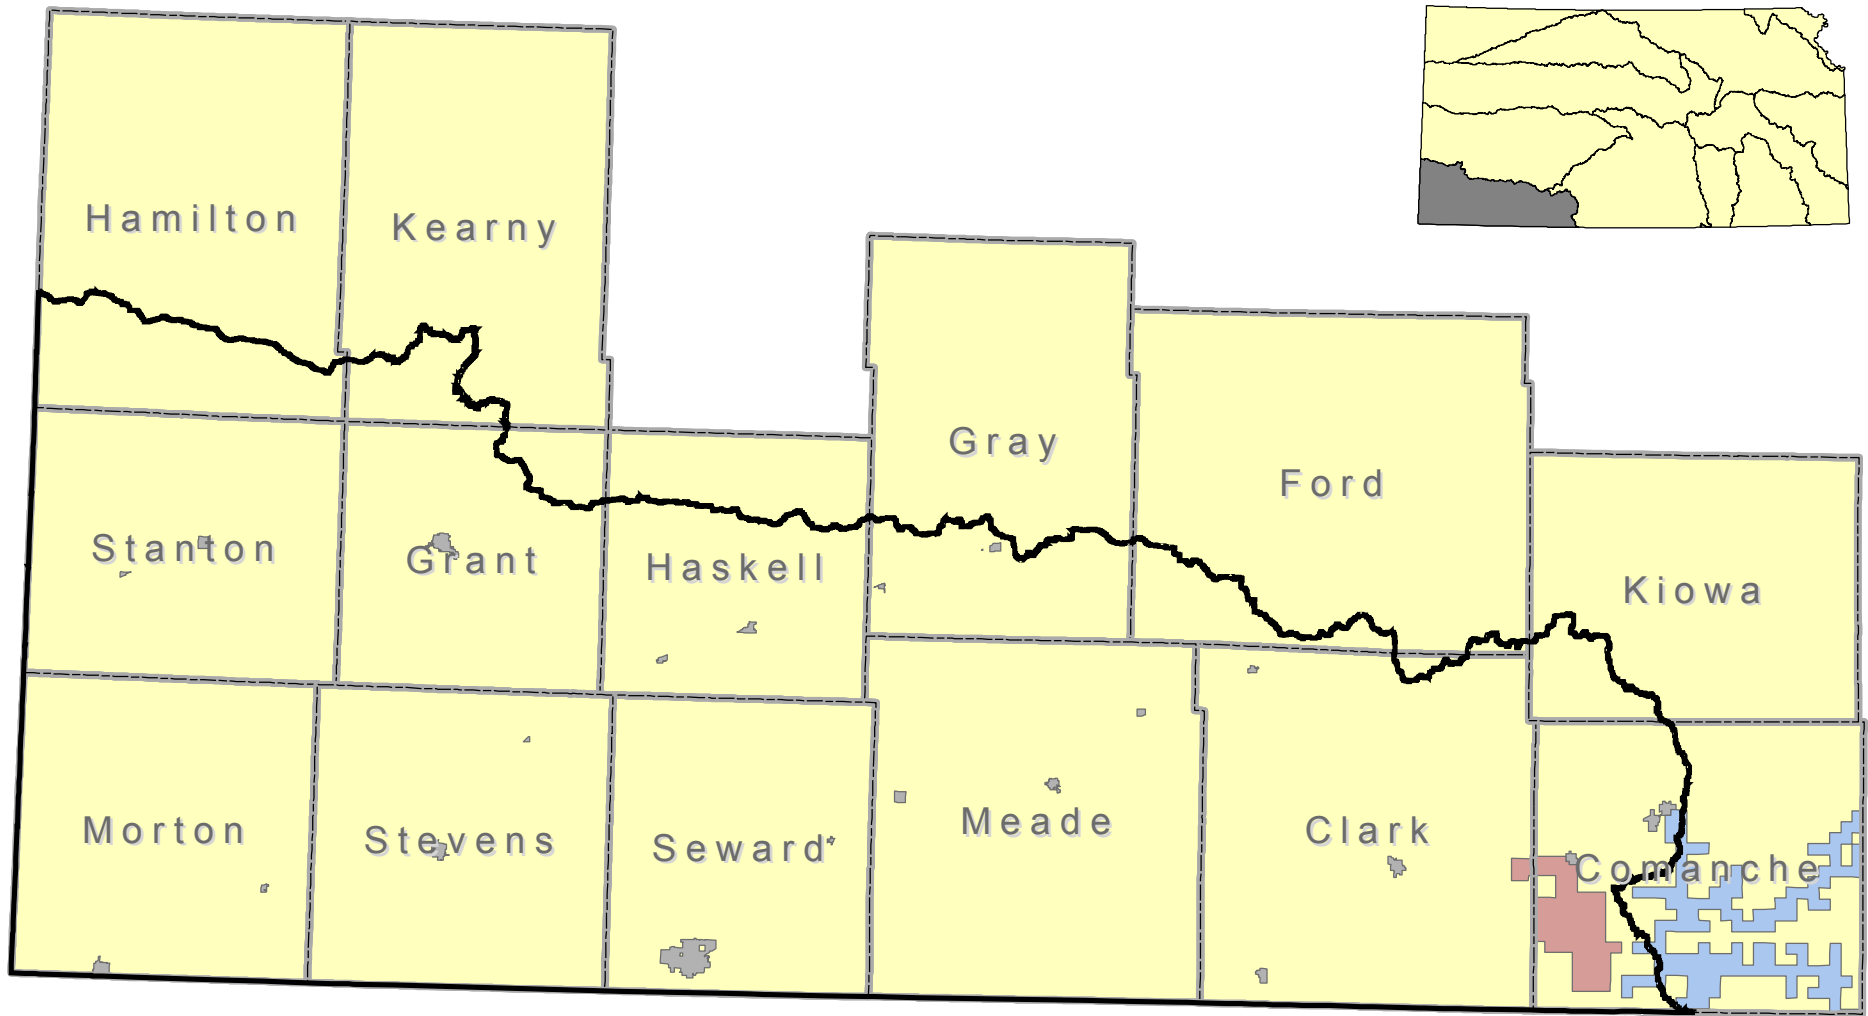 Hamilton
Kearny
Gray
Ford
Stanton
Grant
Haskell
Kiowa
Morton
Stevens
Seward
Meade
Clark
Comanche